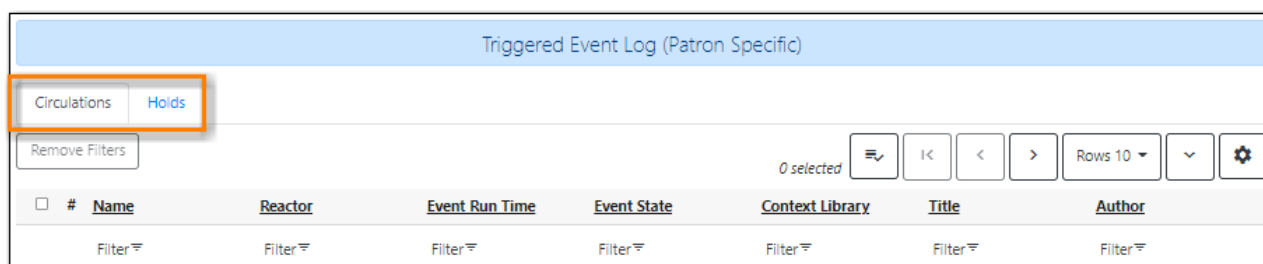 Triggered Event Log (Patron Specific)
Circulations Holds
Remove Filters
0 selected Rows 10
# Name Reactor Event Run Time Event State Context Library Title Author
Filter Filter Filter Filter Filter Filter Filter